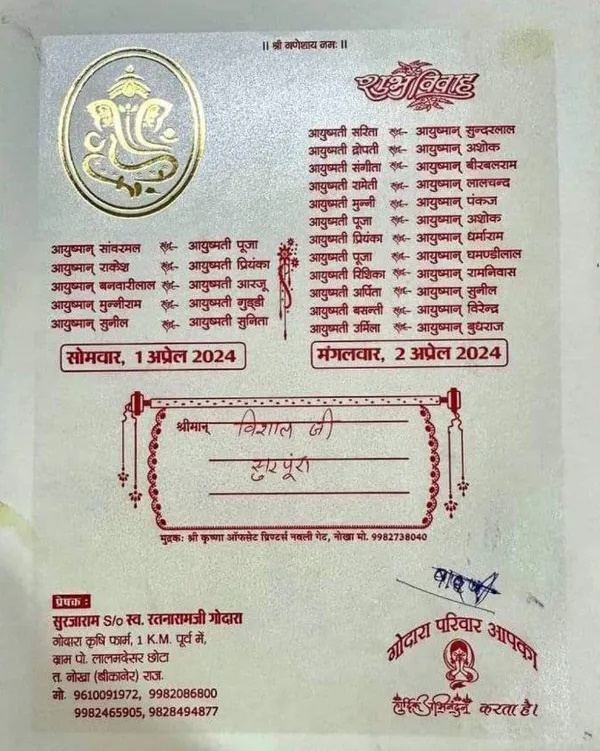 || श्री गणेशाय नमः ||
शुभ विवाह
आयुष्मती सरिता आयुष्मान् सुन्दरलाल
आयुष्मती द्रोपती आयुष्मान् अशोक
आयुष्मती संगीता आयुष्मान् बीरबलराम
आयुष्मती रामेती आयुष्मान् लालचन्द
आयुष्मती मुन्नी आयुष्मान् पंकज
आयुष्मती पूजा आयुष्मान् अशोक
आयुष्मती प्रियंका आयुष्मान् धर्माराम
आयुष्मती पूजा आयुष्मान् घमण्डीलाल
आयुष्मती रिशिका आयुष्मान् रामनिवास
आयुष्मती अर्पिता आयुष्मान् सुनील
आयुष्मती बसन्ती आयुष्मान् विरेन्द्र
आयुष्मती उर्मिला आयुष्मान् बुधराज
आयुष्मान् सांवरमल आयुष्मती पूजा
आयुष्मान् राकेश आयुष्मती प्रियंका
आयुष्मान् बनवारीलाल आयुष्मती आरजू
आयुष्मान् मुन्नीराम आयुष्मती गुड्डी
आयुष्मान् सुनील आयुष्मती सुनिता
सोमवार, 1 अप्रेल 2024
मंगलवार, 2 अप्रेल 2024
श्रीमान् विशाल जी
सुरपुरा
मुद्रक: श्री कृष्णा ऑफसेट प्रिण्टर्स नवली गेट, नोखा मो. 9982738040
प्रेषक :
सुरजाराम S/o स्व. रतनारामजी गोदारा
गोदारा कृषि फार्म, 1 K.M. पूर्व में,
ग्राम पो. लालमदेसर छोटा
त. नोखा (बीकानेर) राज.
मो. 9610091972, 9982086800
9982465905, 9828494877
गोदारा परिवार आपका
हार्दिक अभिनन्दन करता है।